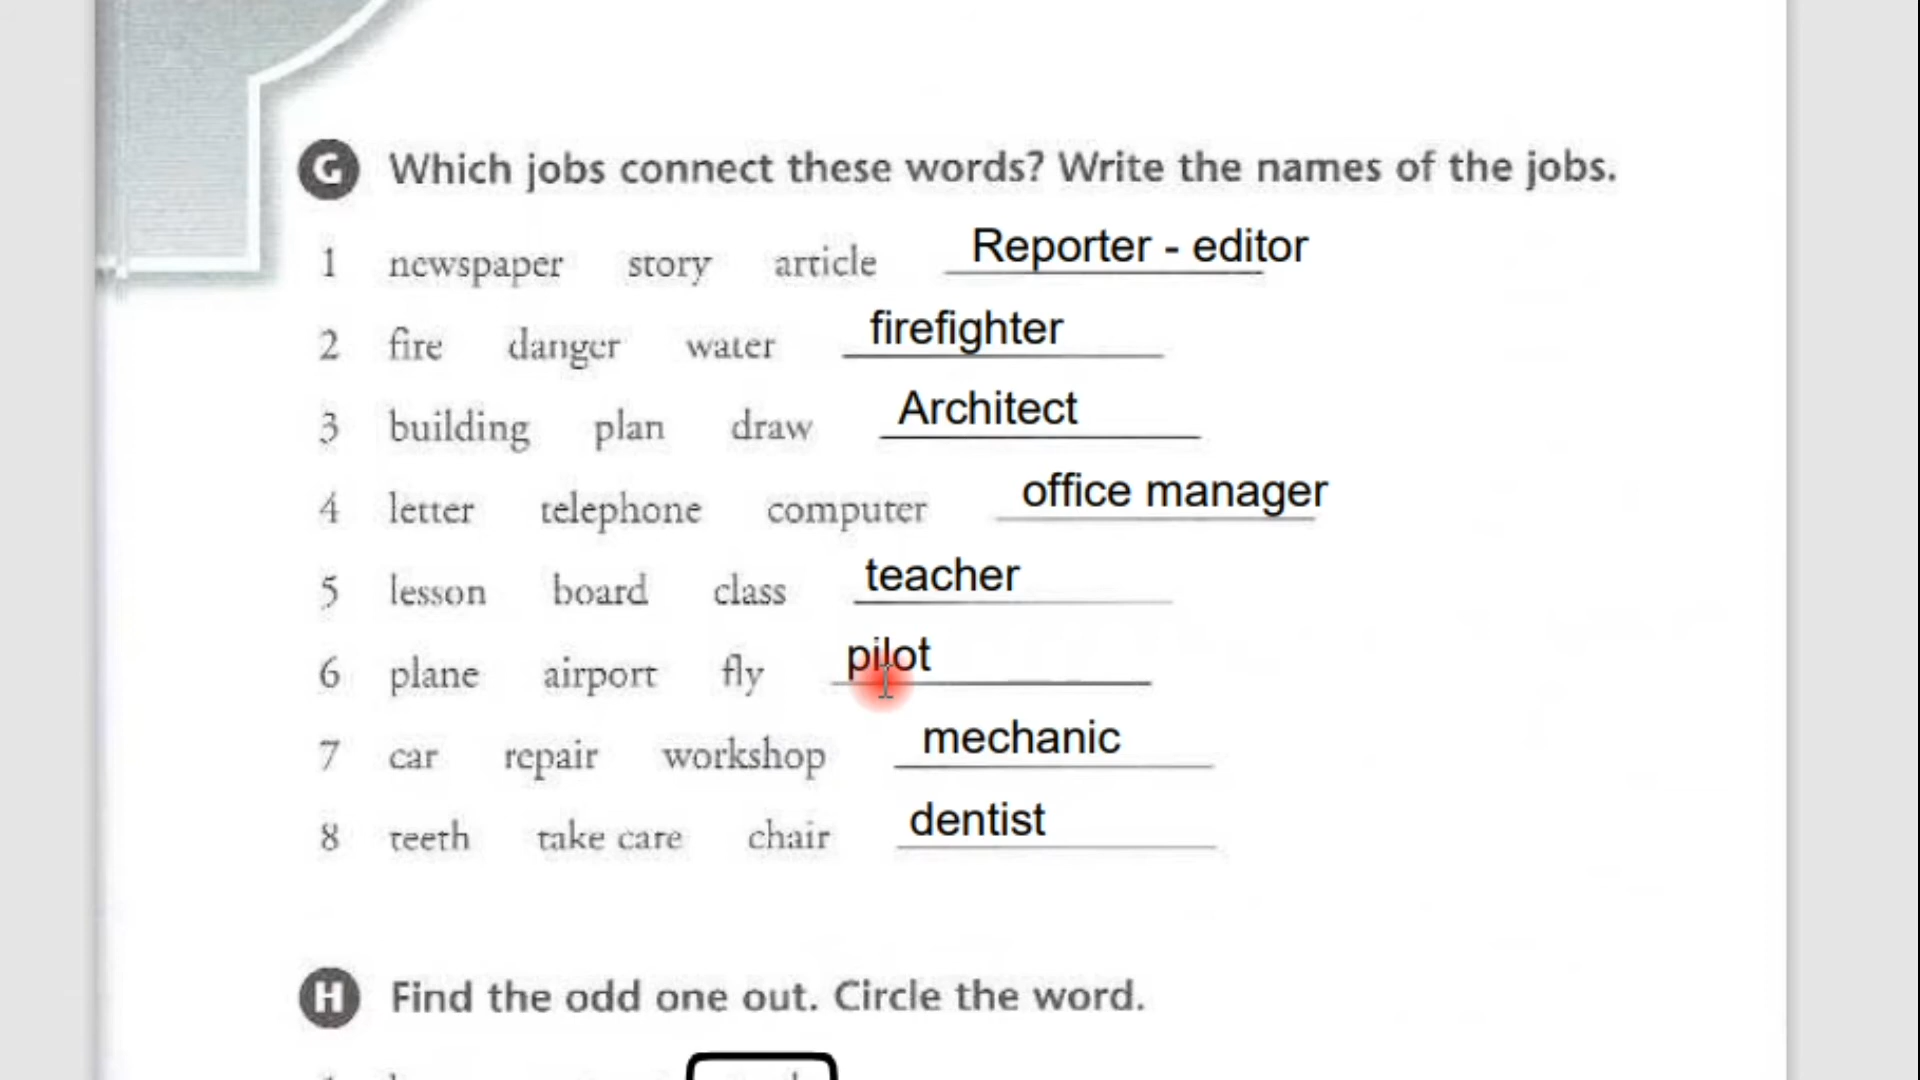 G Which jobs connect these words? Write the names of the jobs.
1 newspaper story article Reporter - editor
2 fire danger water firefighter
3 building plan draw Architect
4 letter telephone computer office manager
5 lesson board class teacher
6 plane airport fly pilot
7 car repair workshop mechanic
8 teeth take care chair dentist
H Find the odd one out. Circle the word.